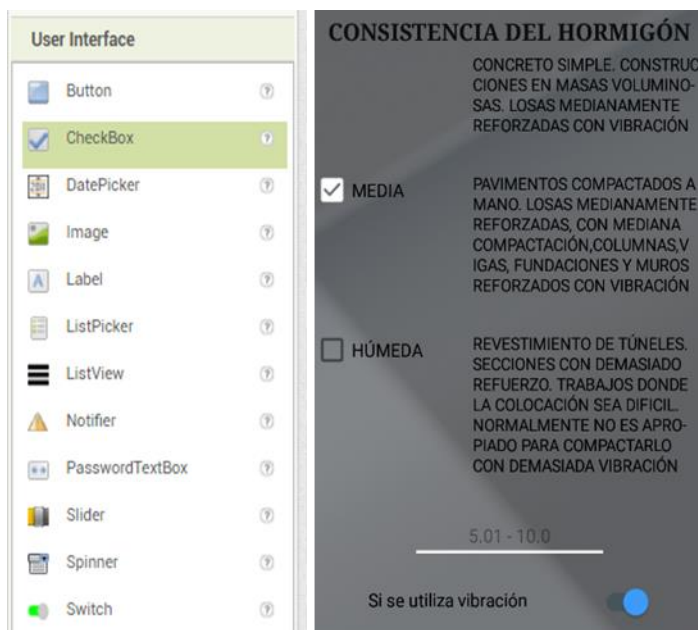 User Interface
Button
CheckBox
DatePicker
Image
Label
ListPicker
ListView
Notifier
PasswordTextBox
Slider
Spinner
Switch
CONSISTENCIA DEL HORMIGÓN
CONCRETO SIMPLE. CONSTRUC
CIONES EN MASAS VOLUMINO-
SAS. LOSAS MEDIANAMENTE
REFORZADAS CON VIBRACIÓN
MEDIA
PAVIMENTOS COMPACTADOS A
MANO. LOSAS MEDIANAMENTE
REFORZADAS, CON MEDIANA
COMPACTACIÓN,COLUMNAS,V
IGAS, FUNDACIONES Y MUROS
REFORZADOS CON VIBRACIÓN
HÚMEDA
REVESTIMIENTO DE TÚNELES.
SECCIONES CON DEMASIADO
REFUERZO. TRABAJOS DONDE
LA COLOCACIÓN SEA DIFICIL.
NORMALMENTE NO ES APRO-
PIADO PARA COMPACTARLO
CON DEMASIADA VIBRACIÓN
5.01 - 10.0
Si se utiliza vibración